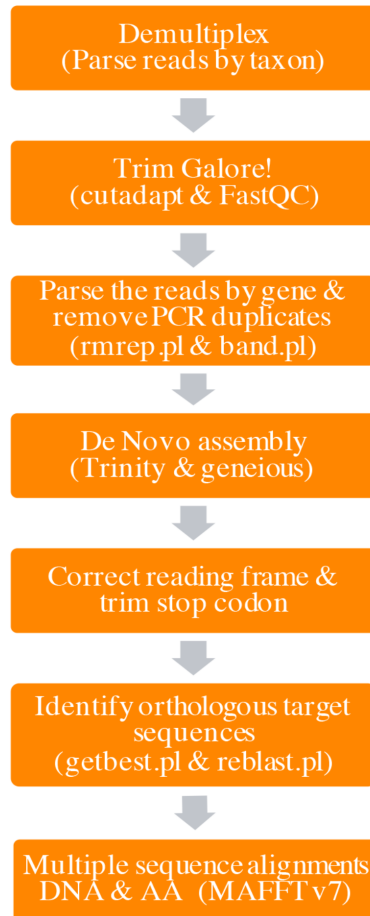 Demultiplex
(Parse reads by taxon)
Trim Galore!
(cutadapt & FastQC)
Parse the reads by gene &
remove PCR duplicates
(rmrep.pl & band.pl)
De Novo assembly
(Trinity & geneious)
Correct reading frame &
trim stop codon
Identify orthologous target
sequences
(getbest.pl & reblast.pl)
Multiple sequence alignments
DNA & AA (MAFFT v7)